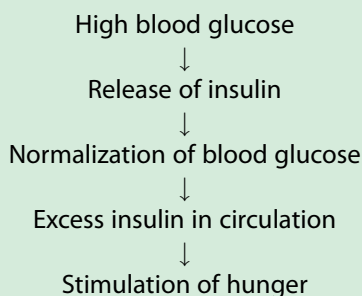 High blood glucose
↓
Release of insulin
↓
Normalization of blood glucose
↓
Excess insulin in circulation
↓
Stimulation of hunger